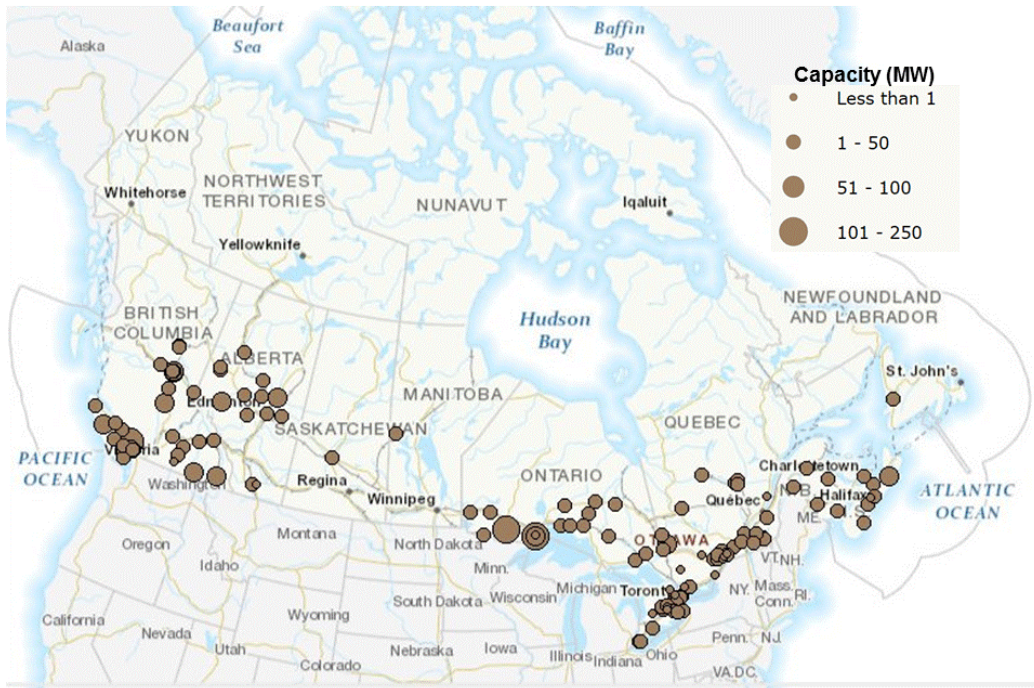 Beaufort
Sea
Baffin
Bay
Alaska
Capacity (MW)
Less than 1
1 - 50
51 - 100
101 - 250
YUKON
Whitehorse
NORTHWEST
TERRITORIES
NUNAVUT
Iqaluit
Yellowknife
BRITISH
COLUMBIA
Hudson
Bay
NEWFOUNDLAND
AND LABRADOR
ALBERTA
St. John's
MANITOBA
SASKATCHEWAN
QUEBEC
PACIFIC
OCEAN
Washington
Regina
Winnipeg
ONTARIO
Charlottetown
Québec
N.B.
Halifax
N.S.
ATLANTIC
OCEAN
ME.
OTTAWA
Oregon
Montana
North Dakota
Minn.
VT.
NH.
Idaho
Michigan
Toront
NY.
Mass.
RI.
Conn.
South Dakota
Wisconsin
California
Wyoming
Nevada
Utah
Nebraska
Iowa
Illinois
Indiana
Ohio
Penn.
NJ.
Colorado
VA.
DC.